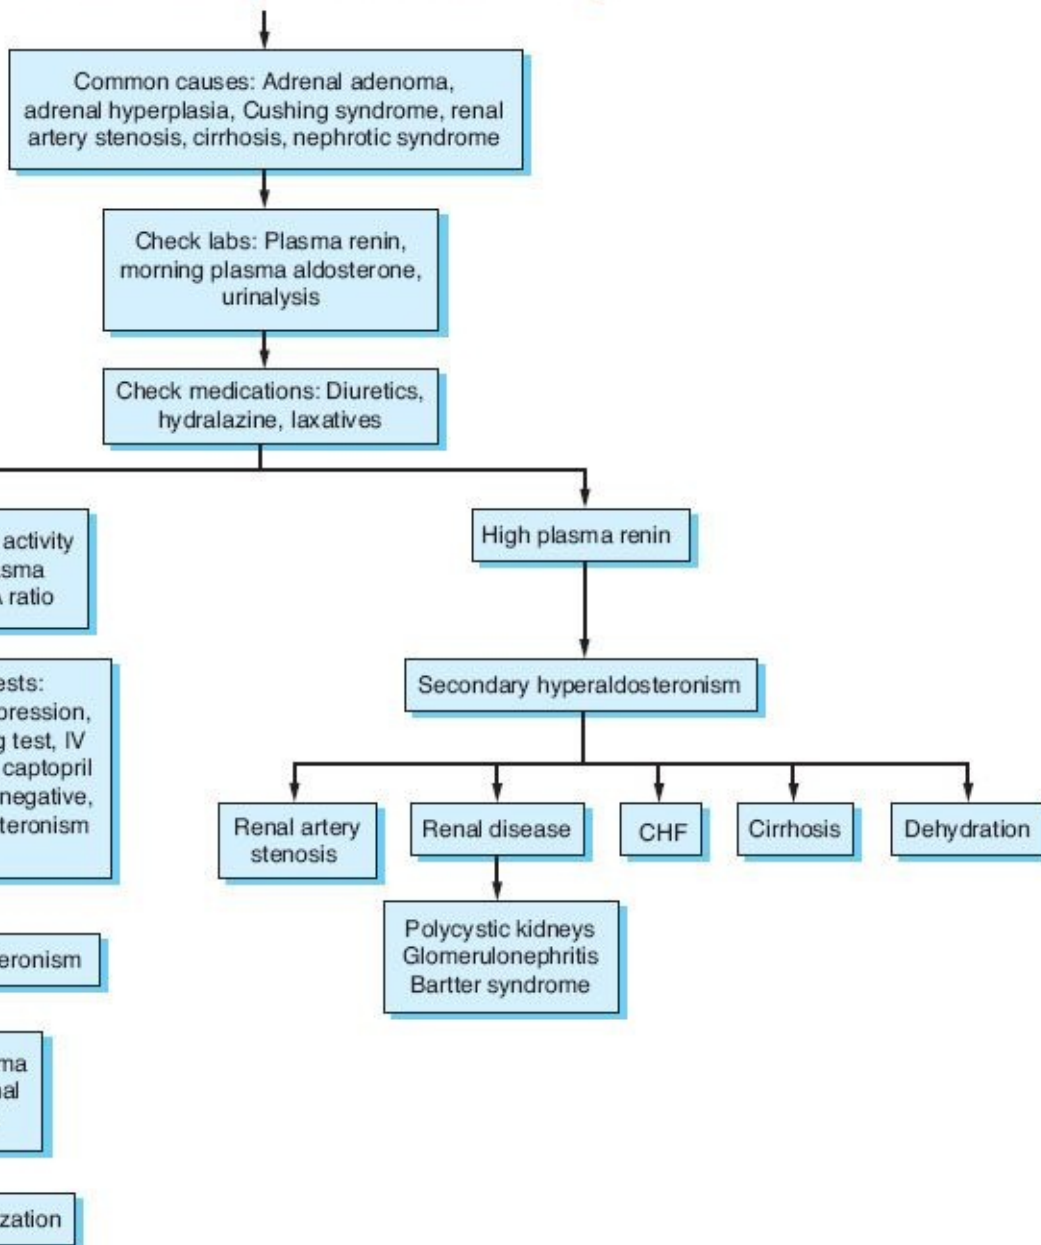 Common causes: Adrenal adenoma,
adrenal hyperplasia, Cushing syndrome, renal
artery stenosis, cirrhosis, nephrotic syndrome
Check labs: Plasma renin,
morning plasma aldosterone,
urinalysis
Check medications: Diuretics,
hydralazine, laxatives
activity
sma
ratio
High plasma renin
ests:
pression,
test, IV
captopril
negative,
teronism
Secondary hyperaldosteronism
Renal artery
stenosis
Renal disease
CHF
Cirrhosis
Dehydration
Polycystic kidneys
Glomerulonephritis
Bartter syndrome
eronism
ma
nal
zation